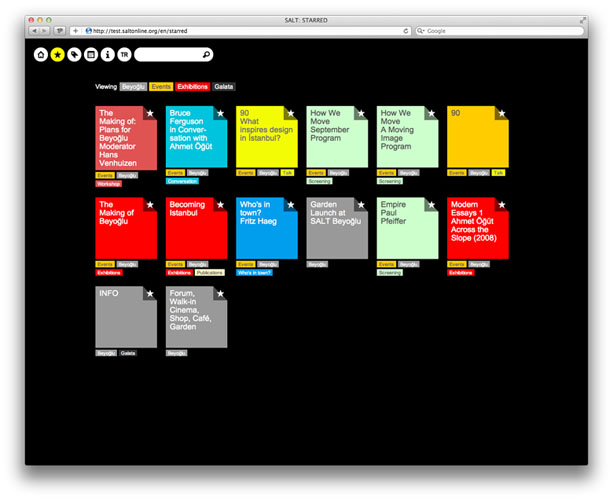 SALT: STARRED
http://test.saltonline.org/en/starred
Google
TR
Viewing Beyoğlu Events Exhibitions Galata
The
Making of:
Plans for
Beyoğlu
Moderator
Hans
Venhuizen
Events Beyoğlu
Workshop
Bruce
Ferguson
in Conver-
sation with
Ahmet Öğüt
Events Beyoğlu
Conversation
90
What
inspires design
in İstanbul?
Events Beyoğlu Talk
How We
Move
September
Program
Events Beyoğlu
Screening
How We
Move
A Moving
Image
Program
Events Beyoğlu
Screening
90
Events Beyoğlu Talk
The
Making of
Beyoğlu
Events Beyoğlu
Exhibitions
Becoming
Istanbul
Events Beyoğlu
Exhibitions Publications
Who's in
town?
Fritz Haeg
Events Beyoğlu
Who's in town?
Garden
Launch at
SALT Beyoğlu
Beyoğlu
Empire
Paul
Pfeiffer
Events Beyoğlu
Screening
Modern
Essays 1
Ahmet Öğüt
Across the
Slope (2008)
Events Beyoğlu
Exhibitions
INFO
Beyoğlu Galata
Forum,
Walk-in
Cinema,
Shop, Café,
Garden
Beyoğlu